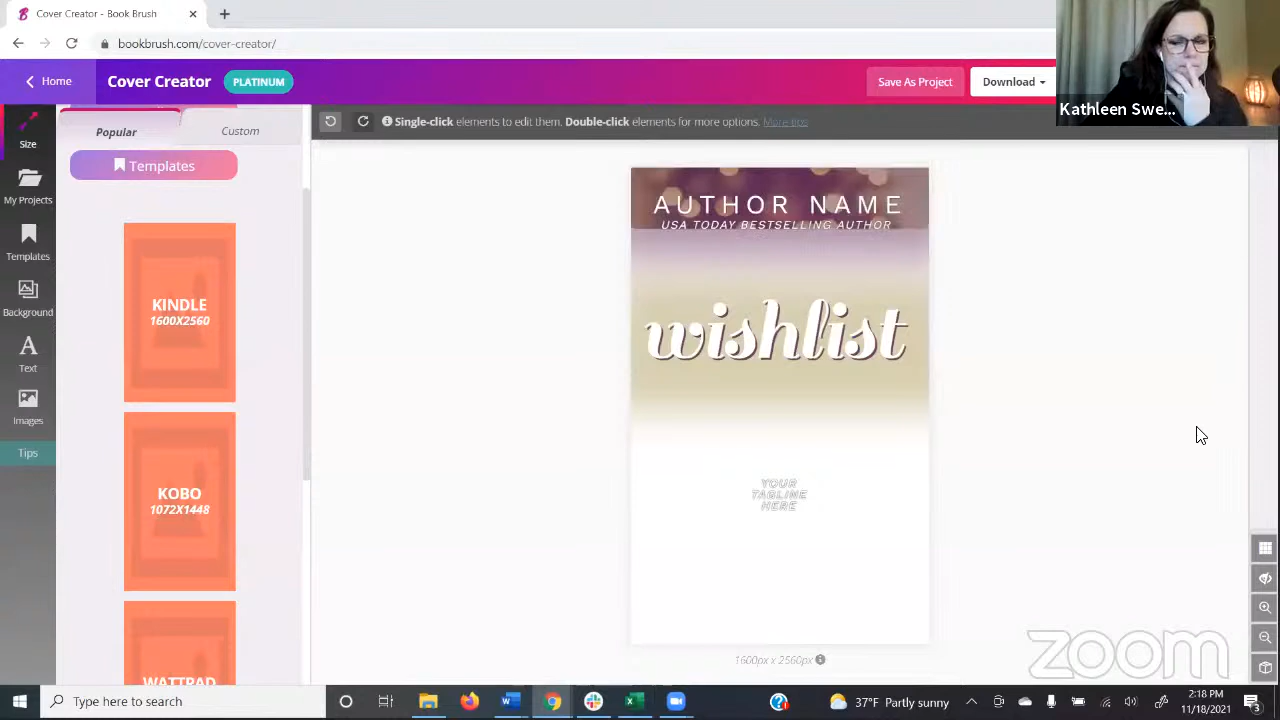 Cover Creator - Book Brush
bookbrush.com/cover-creator/
Home
Cover Creator
PLATINUM
Save As Project
Download
Kathleen Swe...
Popular
Custom
Single-click elements to edit them. Double-click elements for more options. More tips
Templates
Size
My Projects
Templates
Background
Text
Images
Tips
KINDLE
1600X2560
KOBO
1072X1448
WATTPAD
AUTHOR NAME
USA TODAY BESTSELLING AUTHOR
wishlist
YOUR
TAGLINE
HERE
1600px x 2560px
zoom
Type here to search
37°F Partly sunny
2:18 PM
11/18/2021
3